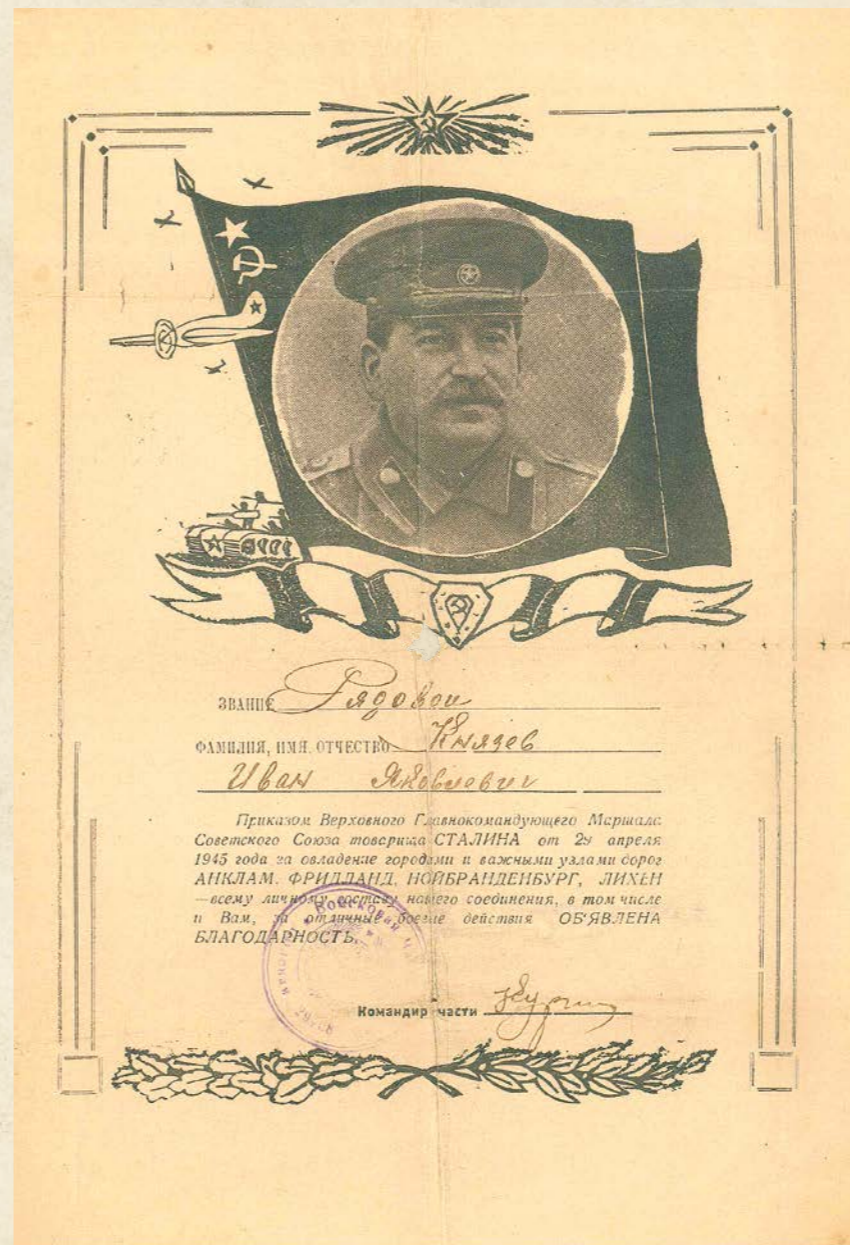 ЗВАНИЕ Рядовой
ФАМИЛИЯ, ИМЯ, ОТЧЕСТВО Князев
Иван Яковлевич
Приказом Верховного Главнокомандующего Маршала
Советского Союза товарища СТАЛИНА от 29 апреля
1945 года за овладение городами и важными узлами дорог
АНКЛАМ, ФРИДЛАНД, НОЙБРАНДЕНБУРГ, ЛИХЕН
—всему личному составу нашего соединения, в том числе
и Вам, за отличные боевые действия ОБ'ЯВЛЕНА
БЛАГОДАРНОСТЬ.
Командир части